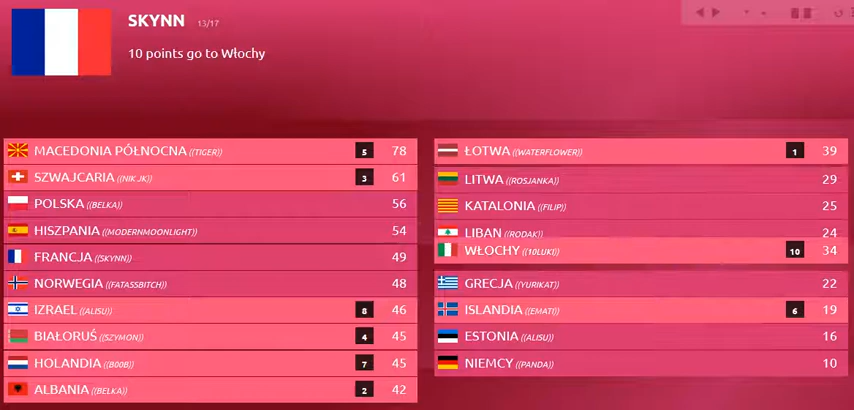 SKYNN 13/17
10 points go to Włochy
MACEDONIA PÓŁNOCNA ((TIGER)) 5 78
SZWAJCARIA ((NIK_JK)) 3 61
POLSKA ((BELKA)) 56
HISZPANIA ((MODERNMOONLIGHT)) 54
FRANCJA ((SKYNN)) 49
NORWEGIA ((FATASSBITCH)) 48
IZRAEL ((ALISU)) 8 46
BIAŁORUŚ ((SZYMON)) 4 45
HOLANDIA ((B00B)) 7 45
ALBANIA ((BELKA)) 2 42
ŁOTWA ((WATERFLOWER)) 1 39
LITWA ((ROSJANKA)) 29
KATALONIA ((FILIP)) 25
LIBAN ((RODAK)) 24
WŁOCHY ((10LUKI)) 10 34
GRECJA ((YURIKAT)) 22
ISLANDIA ((EMATI)) 6 19
ESTONIA ((ALISU)) 16
NIEMCY ((PANDA)) 10